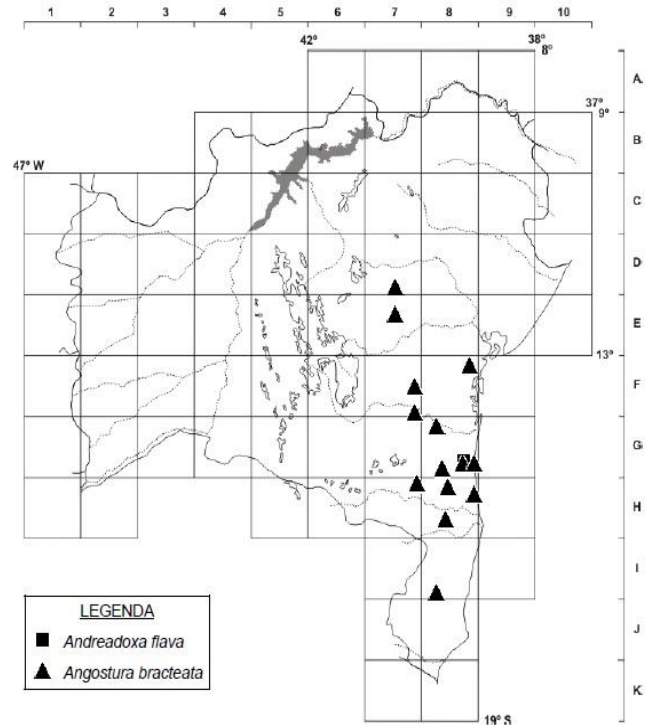 1 2 3 4 5 6 7 8 9 10
42° 38°
8°
A
37°
9°
B
47° W
C
D
E
13°
F
G
H
I
LEGENDA
Andreadoxa flava
J
Angostura bracteata
K
19° S